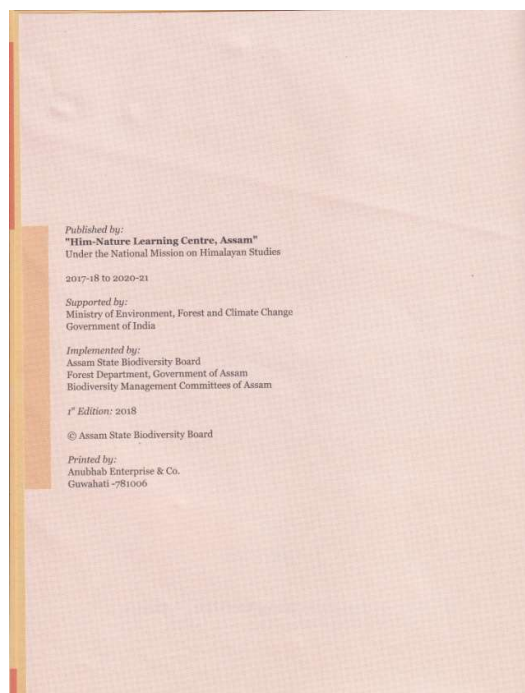 Published by:
"Him-Nature Learning Centre, Assam"
Under the National Mission on Himalayan Studies
2017-18 to 2020-21
Supported by:
Ministry of Environment, Forest and Climate Change
Government of India
Implemented by:
Assam State Biodiversity Board
Forest Department, Government of Assam
Biodiversity Management Committees of Assam
1st Edition: 2018
© Assam State Biodiversity Board
Printed by:
Anubhab Enterprise & Co.
Guwahati -781006